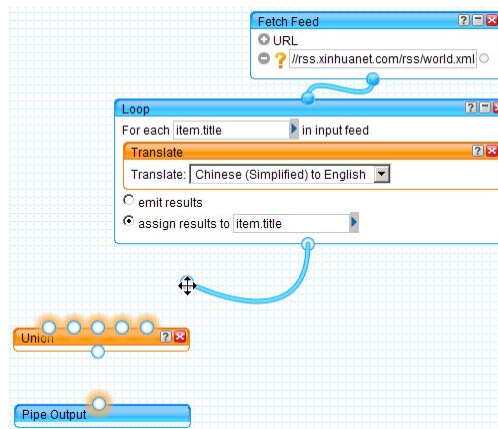 Fetch Feed
URL
//rss.xinhuanet.com/rss/world.xml
Loop
For each item.title in input feed
Translate
Translate: Chinese (Simplified) to English
emit results
assign results to item.title
Union
Pipe Output